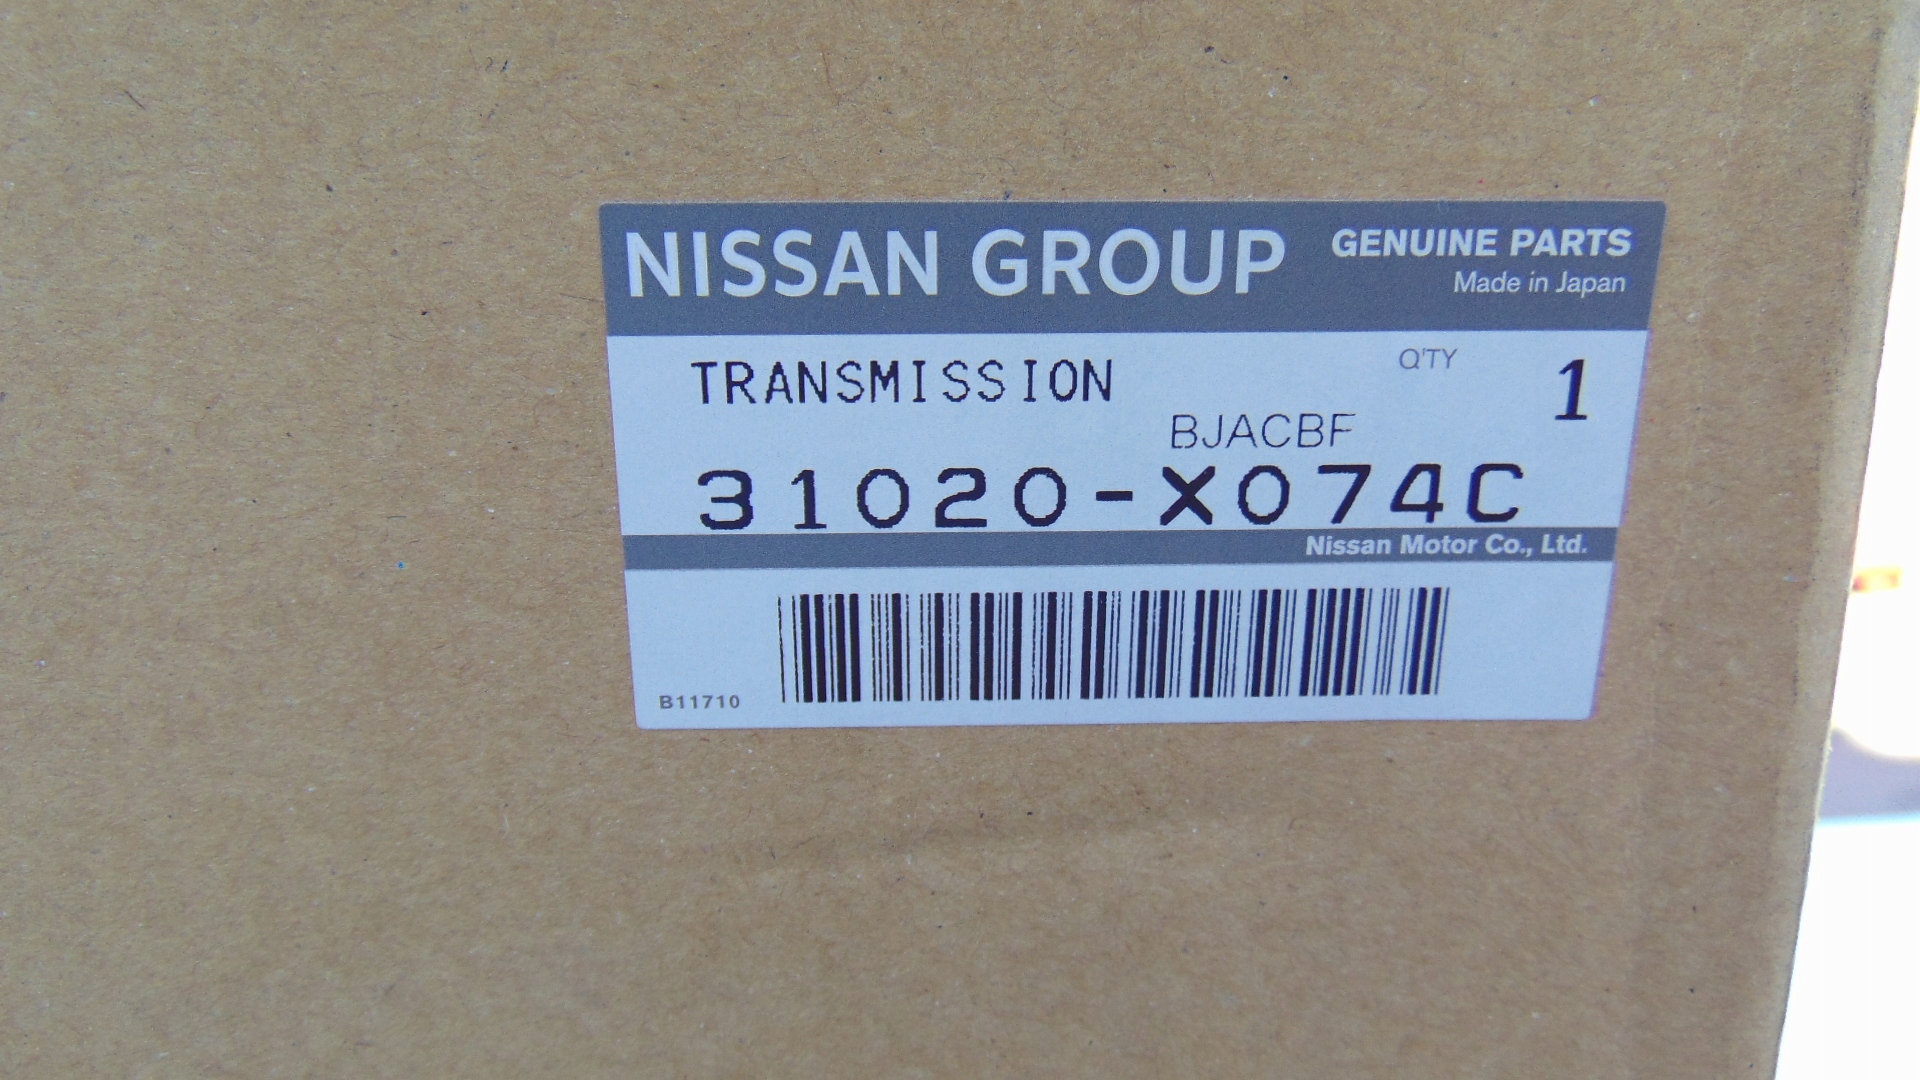 NISSAN GROUP GENUINE PARTS
Made in Japan
TRANSMISSION Q'TY 1
BJACBF
31020-X074C
Nissan Motor Co., Ltd.
B11710